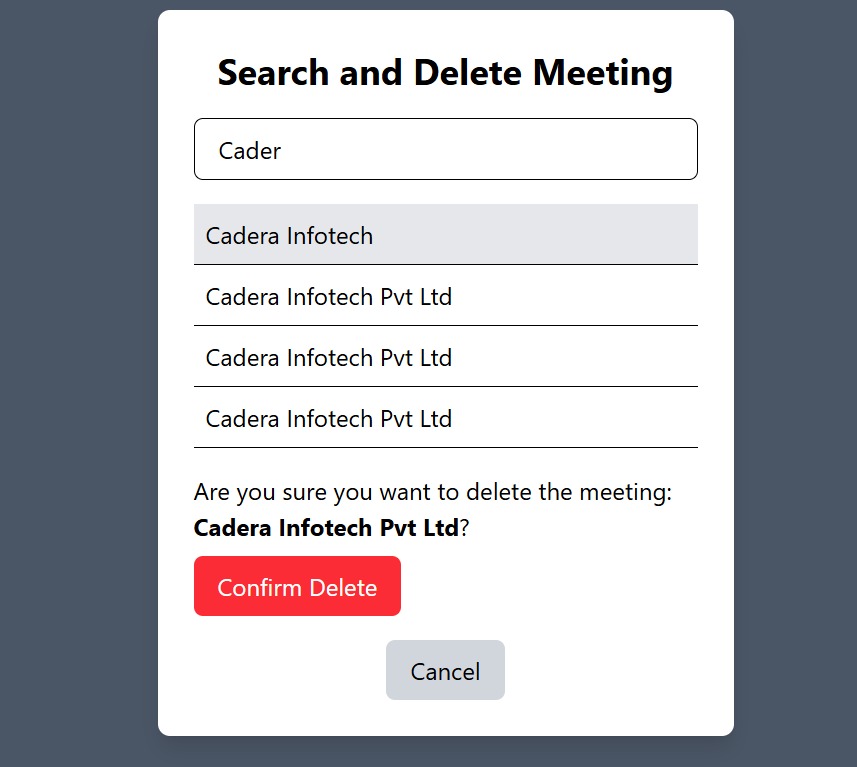 Search and Delete Meeting
Cader
Cadera Infotech
Cadera Infotech Pvt Ltd
Cadera Infotech Pvt Ltd
Cadera Infotech Pvt Ltd
Are you sure you want to delete the meeting:
Cadera Infotech Pvt Ltd?
Confirm Delete
Cancel